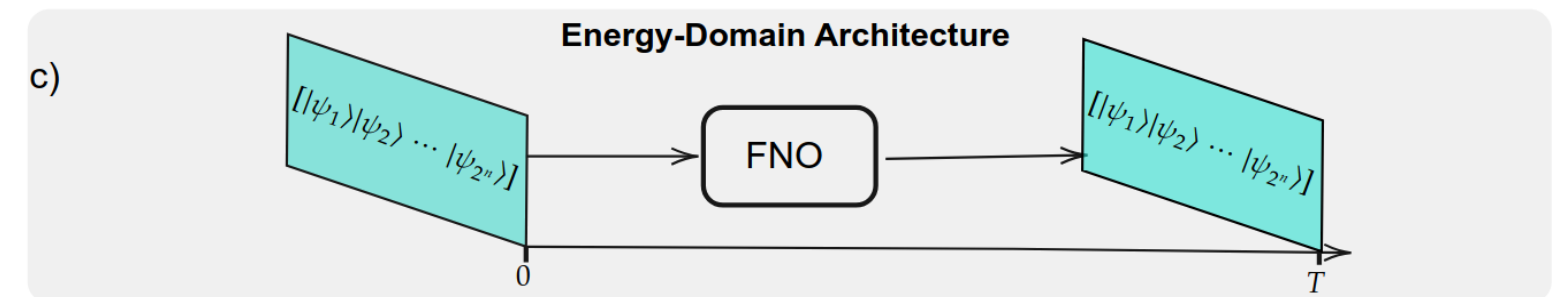 Energy-Domain Architecture
c)
[|ψ₁⟩|ψ₂⟩ ⋯ |ψ₂ⁿ⟩]
FNO
[|ψ₁⟩|ψ₂⟩ ⋯ |ψ₂ⁿ⟩]
0
T